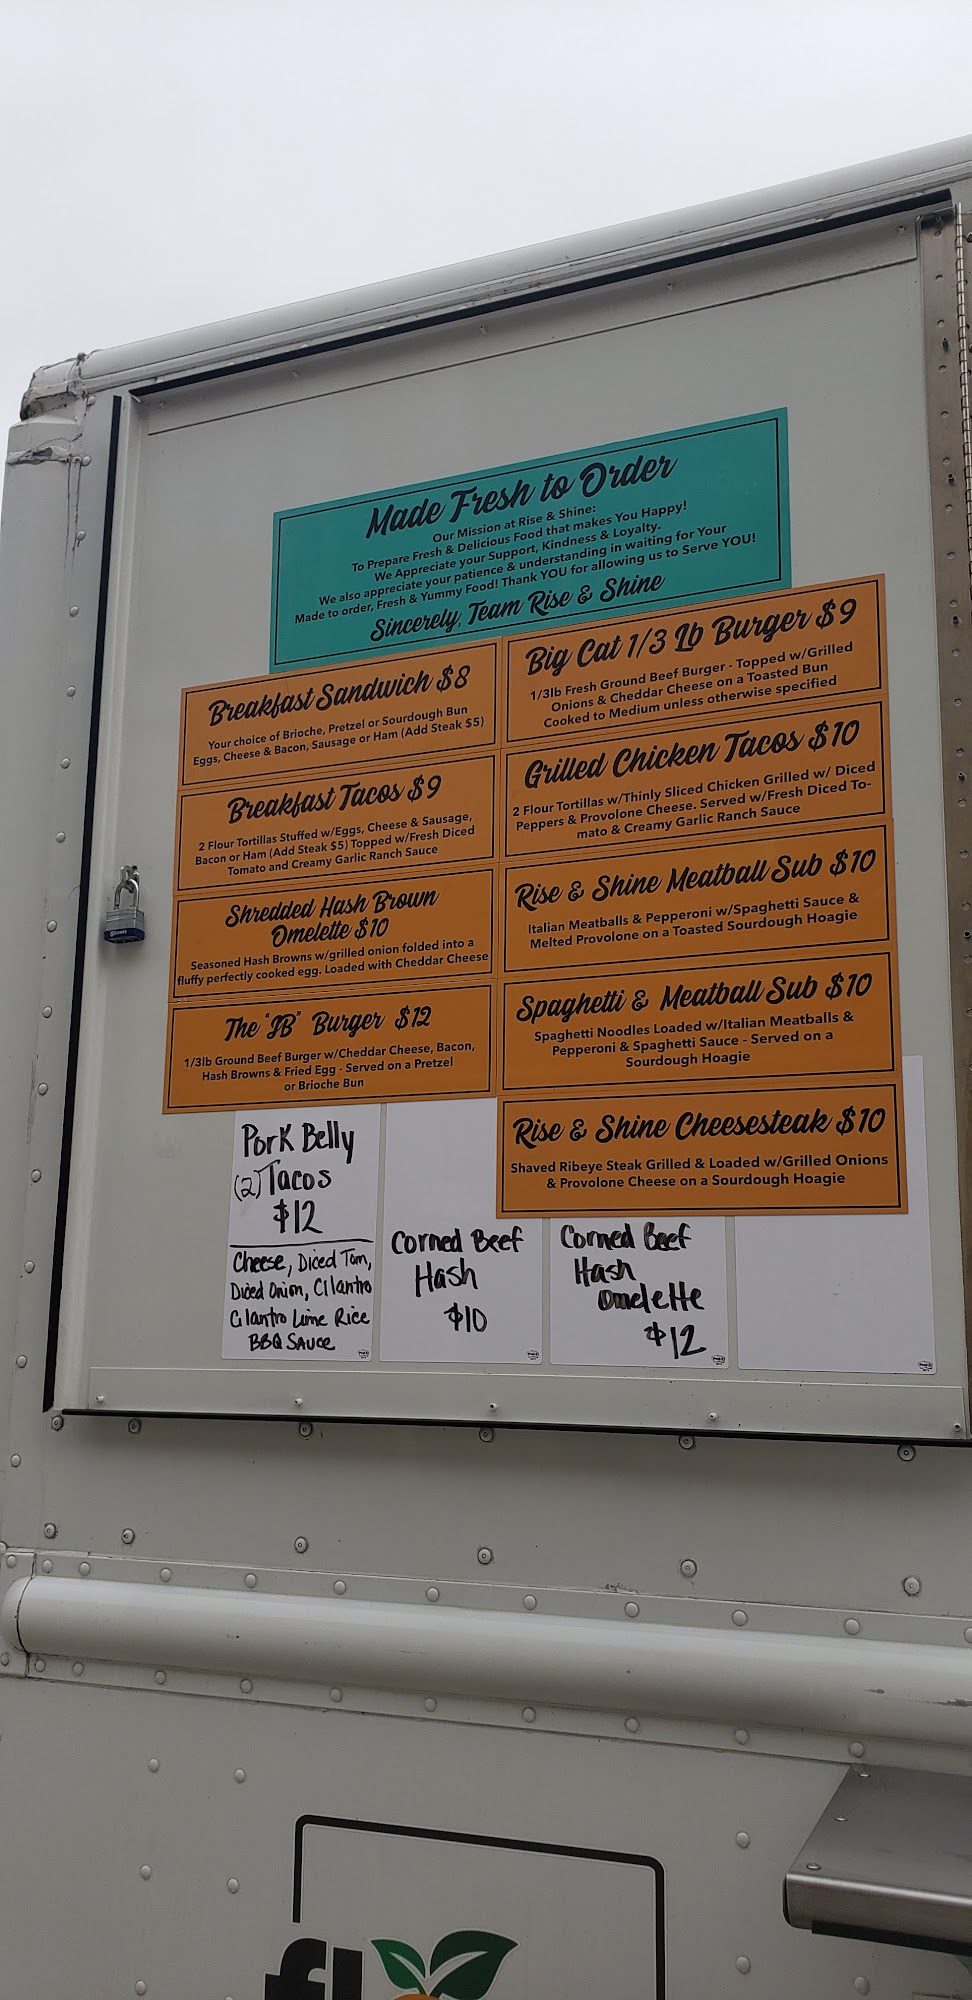 Made Fresh to Order
Our Mission at Rise & Shine:
To Prepare Fresh & Delicious Food that makes You Happy!
We Appreciate your Support, Kindness & Loyalty.
We also appreciate your patience & understanding in waiting for Your
Made to order, Fresh & Yummy Food! Thank YOU for allowing us to Serve YOU!
Sincerely, Team Rise & Shine
Breakfast Sandwich $8
Your choice of Brioche, Pretzel or Sourdough Bun
Eggs, Cheese & Bacon, Sausage or Ham (Add Steak $5)
Breakfast Tacos $9
2 Flour Tortillas Stuffed w/Eggs, Cheese & Sausage,
Bacon or Ham (Add Steak $5) Topped w/Fresh Diced
Tomato and Creamy Garlic Ranch Sauce
Shredded Hash Brown
Omelette $10
Seasoned Hash Browns w/grilled onion folded into a
fluffy perfectly cooked egg. Loaded with Cheddar Cheese
The "JB" Burger $12
1/3lb Ground Beef Burger w/Cheddar Cheese, Bacon,
Hash Browns & Fried Egg - Served on a Pretzel
or Brioche Bun
Big Cat 1/3 Lb Burger $9
1/3lb Fresh Ground Beef Burger - Topped w/Grilled
Onions & Cheddar Cheese on a Toasted Bun
Cooked to Medium unless otherwise specified
Grilled Chicken Tacos $10
2 Flour Tortillas w/Thinly Sliced Chicken Grilled w/ Diced
Peppers & Provolone Cheese. Served w/Fresh Diced To-
mato & Creamy Garlic Ranch Sauce
Rise & Shine Meatball Sub $10
Italian Meatballs & Pepperoni w/Spaghetti Sauce &
Melted Provolone on a Toasted Sourdough Hoagie
Spaghetti & Meatball Sub $10
Spaghetti Noodles Loaded w/Italian Meatballs &
Pepperoni & Spaghetti Sauce - Served on a
Sourdough Hoagie
Rise & Shine Cheesesteak $10
Shaved Ribeye Steak Grilled & Loaded w/Grilled Onions
& Provolone Cheese on a Sourdough Hoagie
Pork Belly
(2) Tacos
$12
Cheese, Diced Tom,
Diced Onion, Cilantro
Cilantro Lime Rice
BBQ Sauce
Corned Beef
Hash
$10
Corned Beef
Hash
Omelette
$12
fl